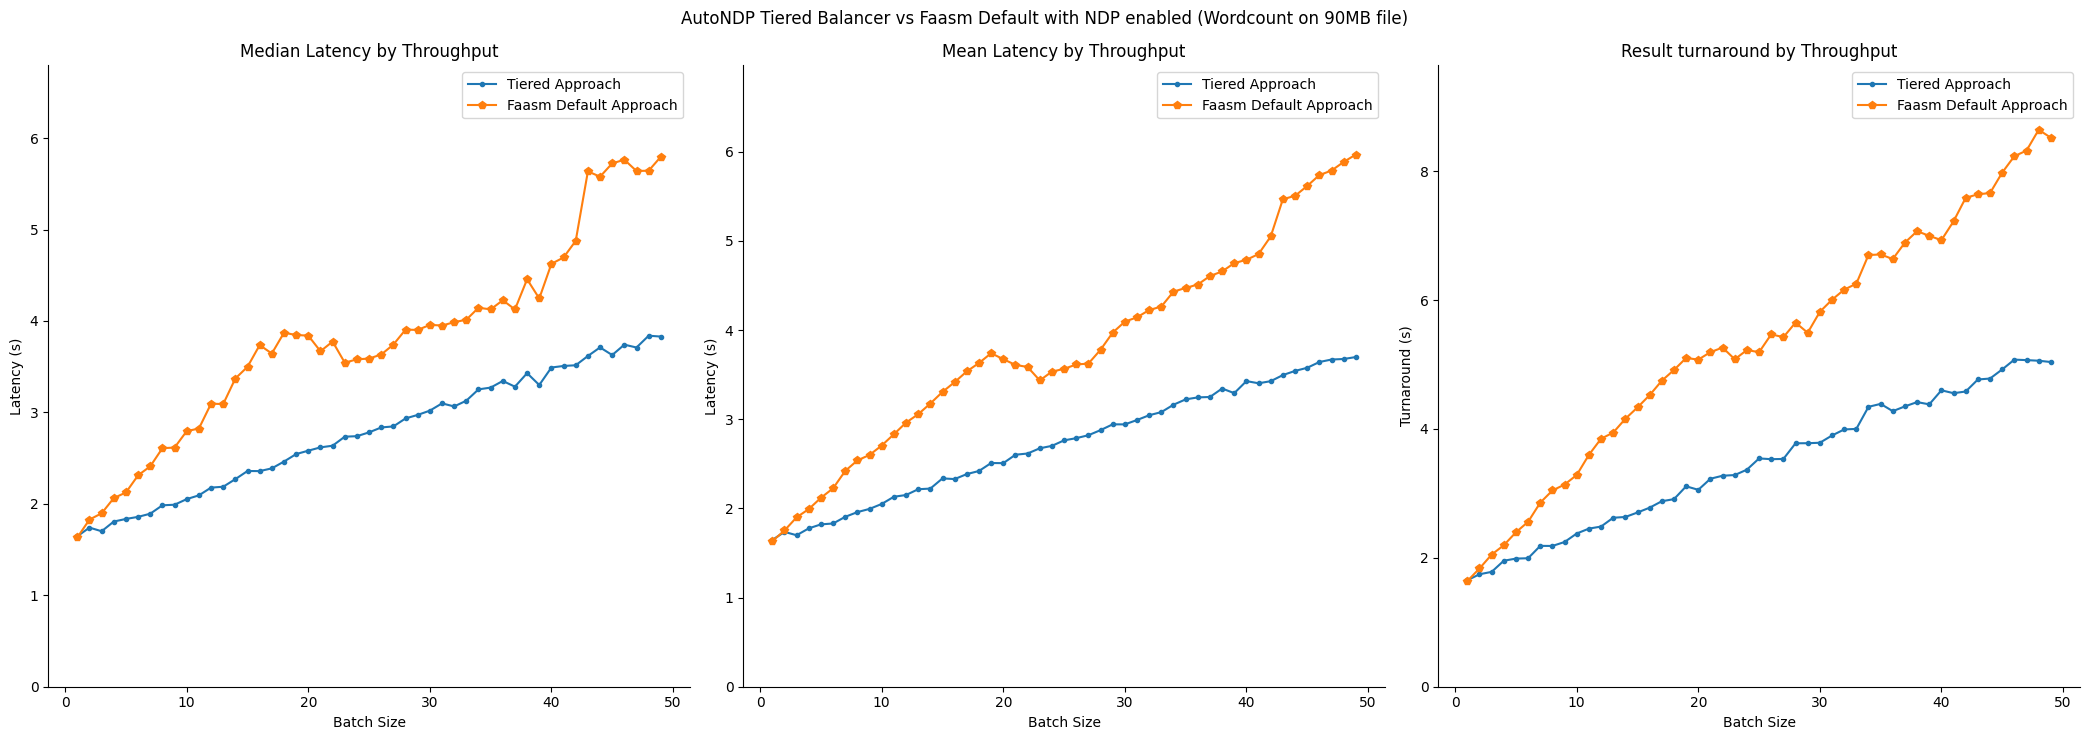 AutoNDP Tiered Balancer vs Faasm Default with NDP enabled (Wordcount on 90MB file)
Median Latency by Throughput
Tiered Approach
Faasm Default Approach
Latency (s)
6
5
4
3
2
1
0
0 10 20 30 40 50
Batch Size
Mean Latency by Throughput
Tiered Approach
Faasm Default Approach
Latency (s)
6
5
4
3
2
1
0
0 10 20 30 40 50
Batch Size
Result turnaround by Throughput
Tiered Approach
Faasm Default Approach
Turnaround (s)
8
6
4
2
0
0 10 20 30 40 50
Batch Size